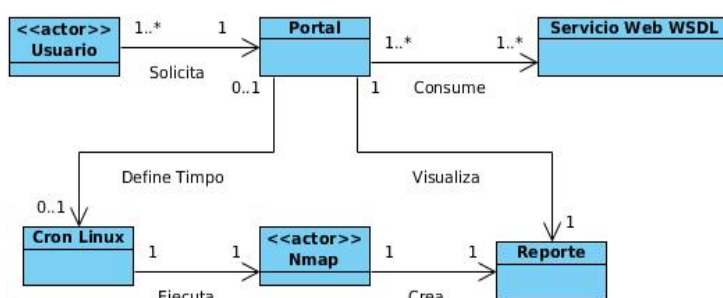 <<actor>>
Usuario
1..*
1
Solicita
Portal
1..*
1..*
Consume
Servicio Web WSDL
0..1
1
Define Timpo
Visualiza
0..1
1
Cron Linux
1
1
Ejecuta
<<actor>>
Nmap
1
1
Crea
Reporte